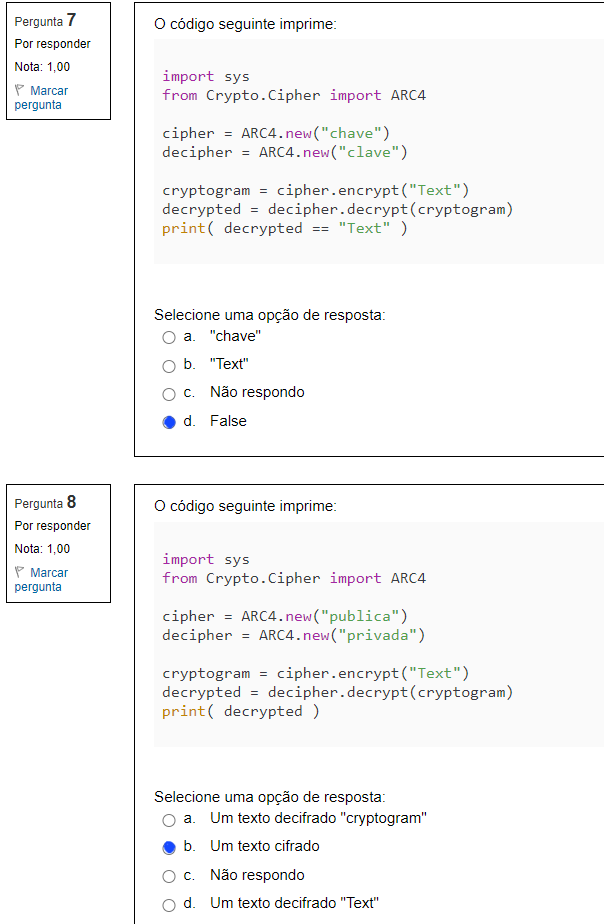 Pergunta 7
Por responder
Nota: 1,00
Marcar
pergunta
O código seguinte imprime:
import sys
from Crypto.Cipher import ARC4
cipher = ARC4.new("chave")
decipher = ARC4.new("clave")
cryptogram = cipher.encrypt("Text")
decrypted = decipher.decrypt(cryptogram)
print( decrypted == "Text" )
Selecione uma opção de resposta:
a. "chave"
b. "Text"
c. Não respondo
d. False
Pergunta 8
Por responder
Nota: 1,00
Marcar
pergunta
O código seguinte imprime:
import sys
from Crypto.Cipher import ARC4
cipher = ARC4.new("publica")
decipher = ARC4.new("privada")
cryptogram = cipher.encrypt("Text")
decrypted = decipher.decrypt(cryptogram)
print( decrypted )
Selecione uma opção de resposta:
a. Um texto decifrado "cryptogram"
b. Um texto cifrado
c. Não respondo
d. Um texto decifrado "Text"